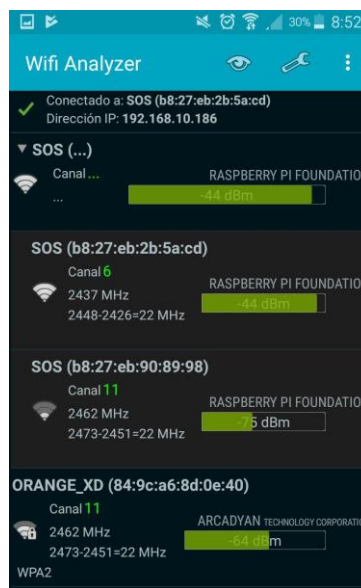 30% 8:52
Wifi Analyzer
Conectado a: SOS (b8:27:eb:2b:5a:cd)
Dirección IP: 192.168.10.186
SOS (...)
Canal ...
RASPBERRY PI FOUNDATIO
...
-44 dBm
SOS (b8:27:eb:2b:5a:cd)
Canal 6
RASPBERRY PI FOUNDATIO
2437 MHz
-44 dBm
2448-2426=22 MHz
SOS (b8:27:eb:90:89:98)
Canal 11
RASPBERRY PI FOUNDATIO
2462 MHz
-75 dBm
2473-2451=22 MHz
ORANGE_XD (84:9c:a6:8d:0e:40)
Canal 11
ARCADYAN TECHNOLOGY CORPORATIO
2462 MHz
-64 dBm
2473-2451=22 MHz
WPA2